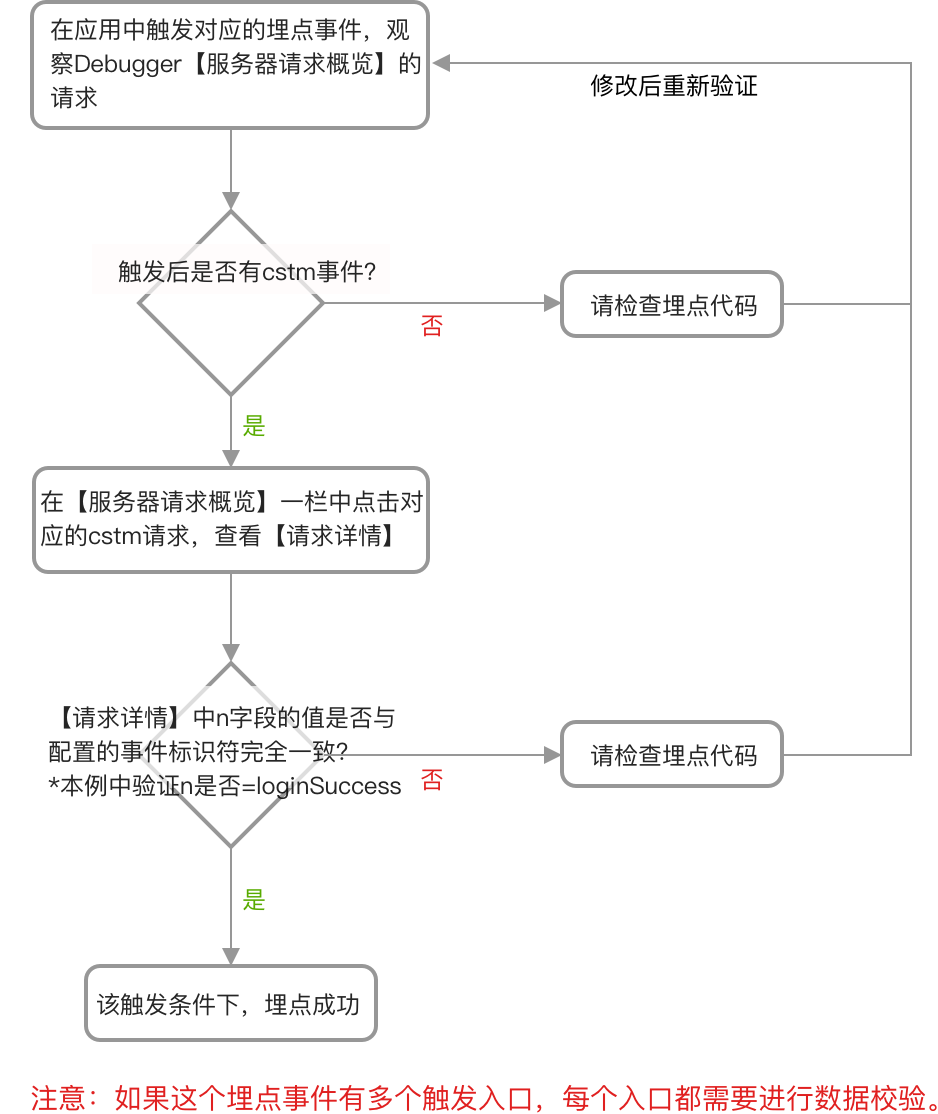 在应用中触发对应的埋点事件，观
察Debugger【服务器请求概览】的
请求
修改后重新验证
触发后是否有cstm事件？
请检查埋点代码
否
是
在【服务器请求概览】一栏中点击对
应的cstm请求，查看【请求详情】
【请求详情】中n字段的值是否与
配置的事件标识符完全一致？
*本例中验证n是否=loginSuccess
请检查埋点代码
否
是
该触发条件下，埋点成功
注意：如果这个埋点事件有多个触发入口，每个入口都需要进行数据校验。